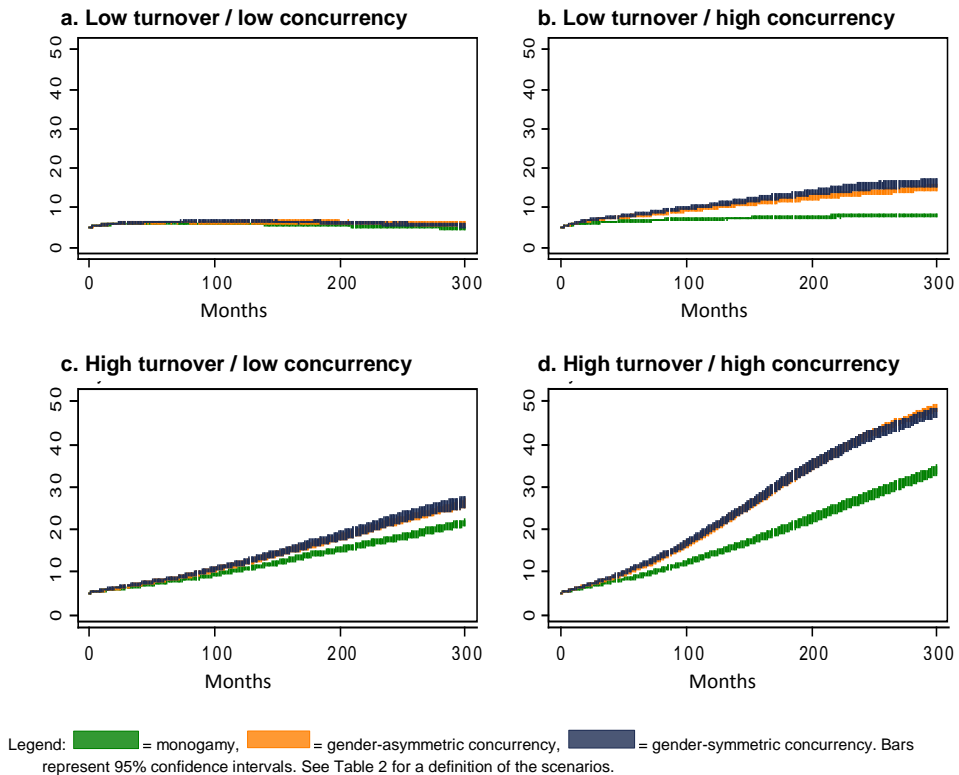 a. Low turnover / low concurrency
b. Low turnover / high concurrency
50
40
30
20
10
0
0 100 200 300
Months
50
40
30
20
10
0
0 100 200 300
Months
c. High turnover / low concurrency
d. High turnover / high concurrency
50
40
30
20
10
0
0 100 200 300
Months
50
40
30
20
10
0
0 100 200 300
Months
Legend: = monogamy, = gender-asymmetric concurrency, = gender-symmetric concurrency. Bars
represent 95% confidence intervals. See Table 2 for a definition of the scenarios.